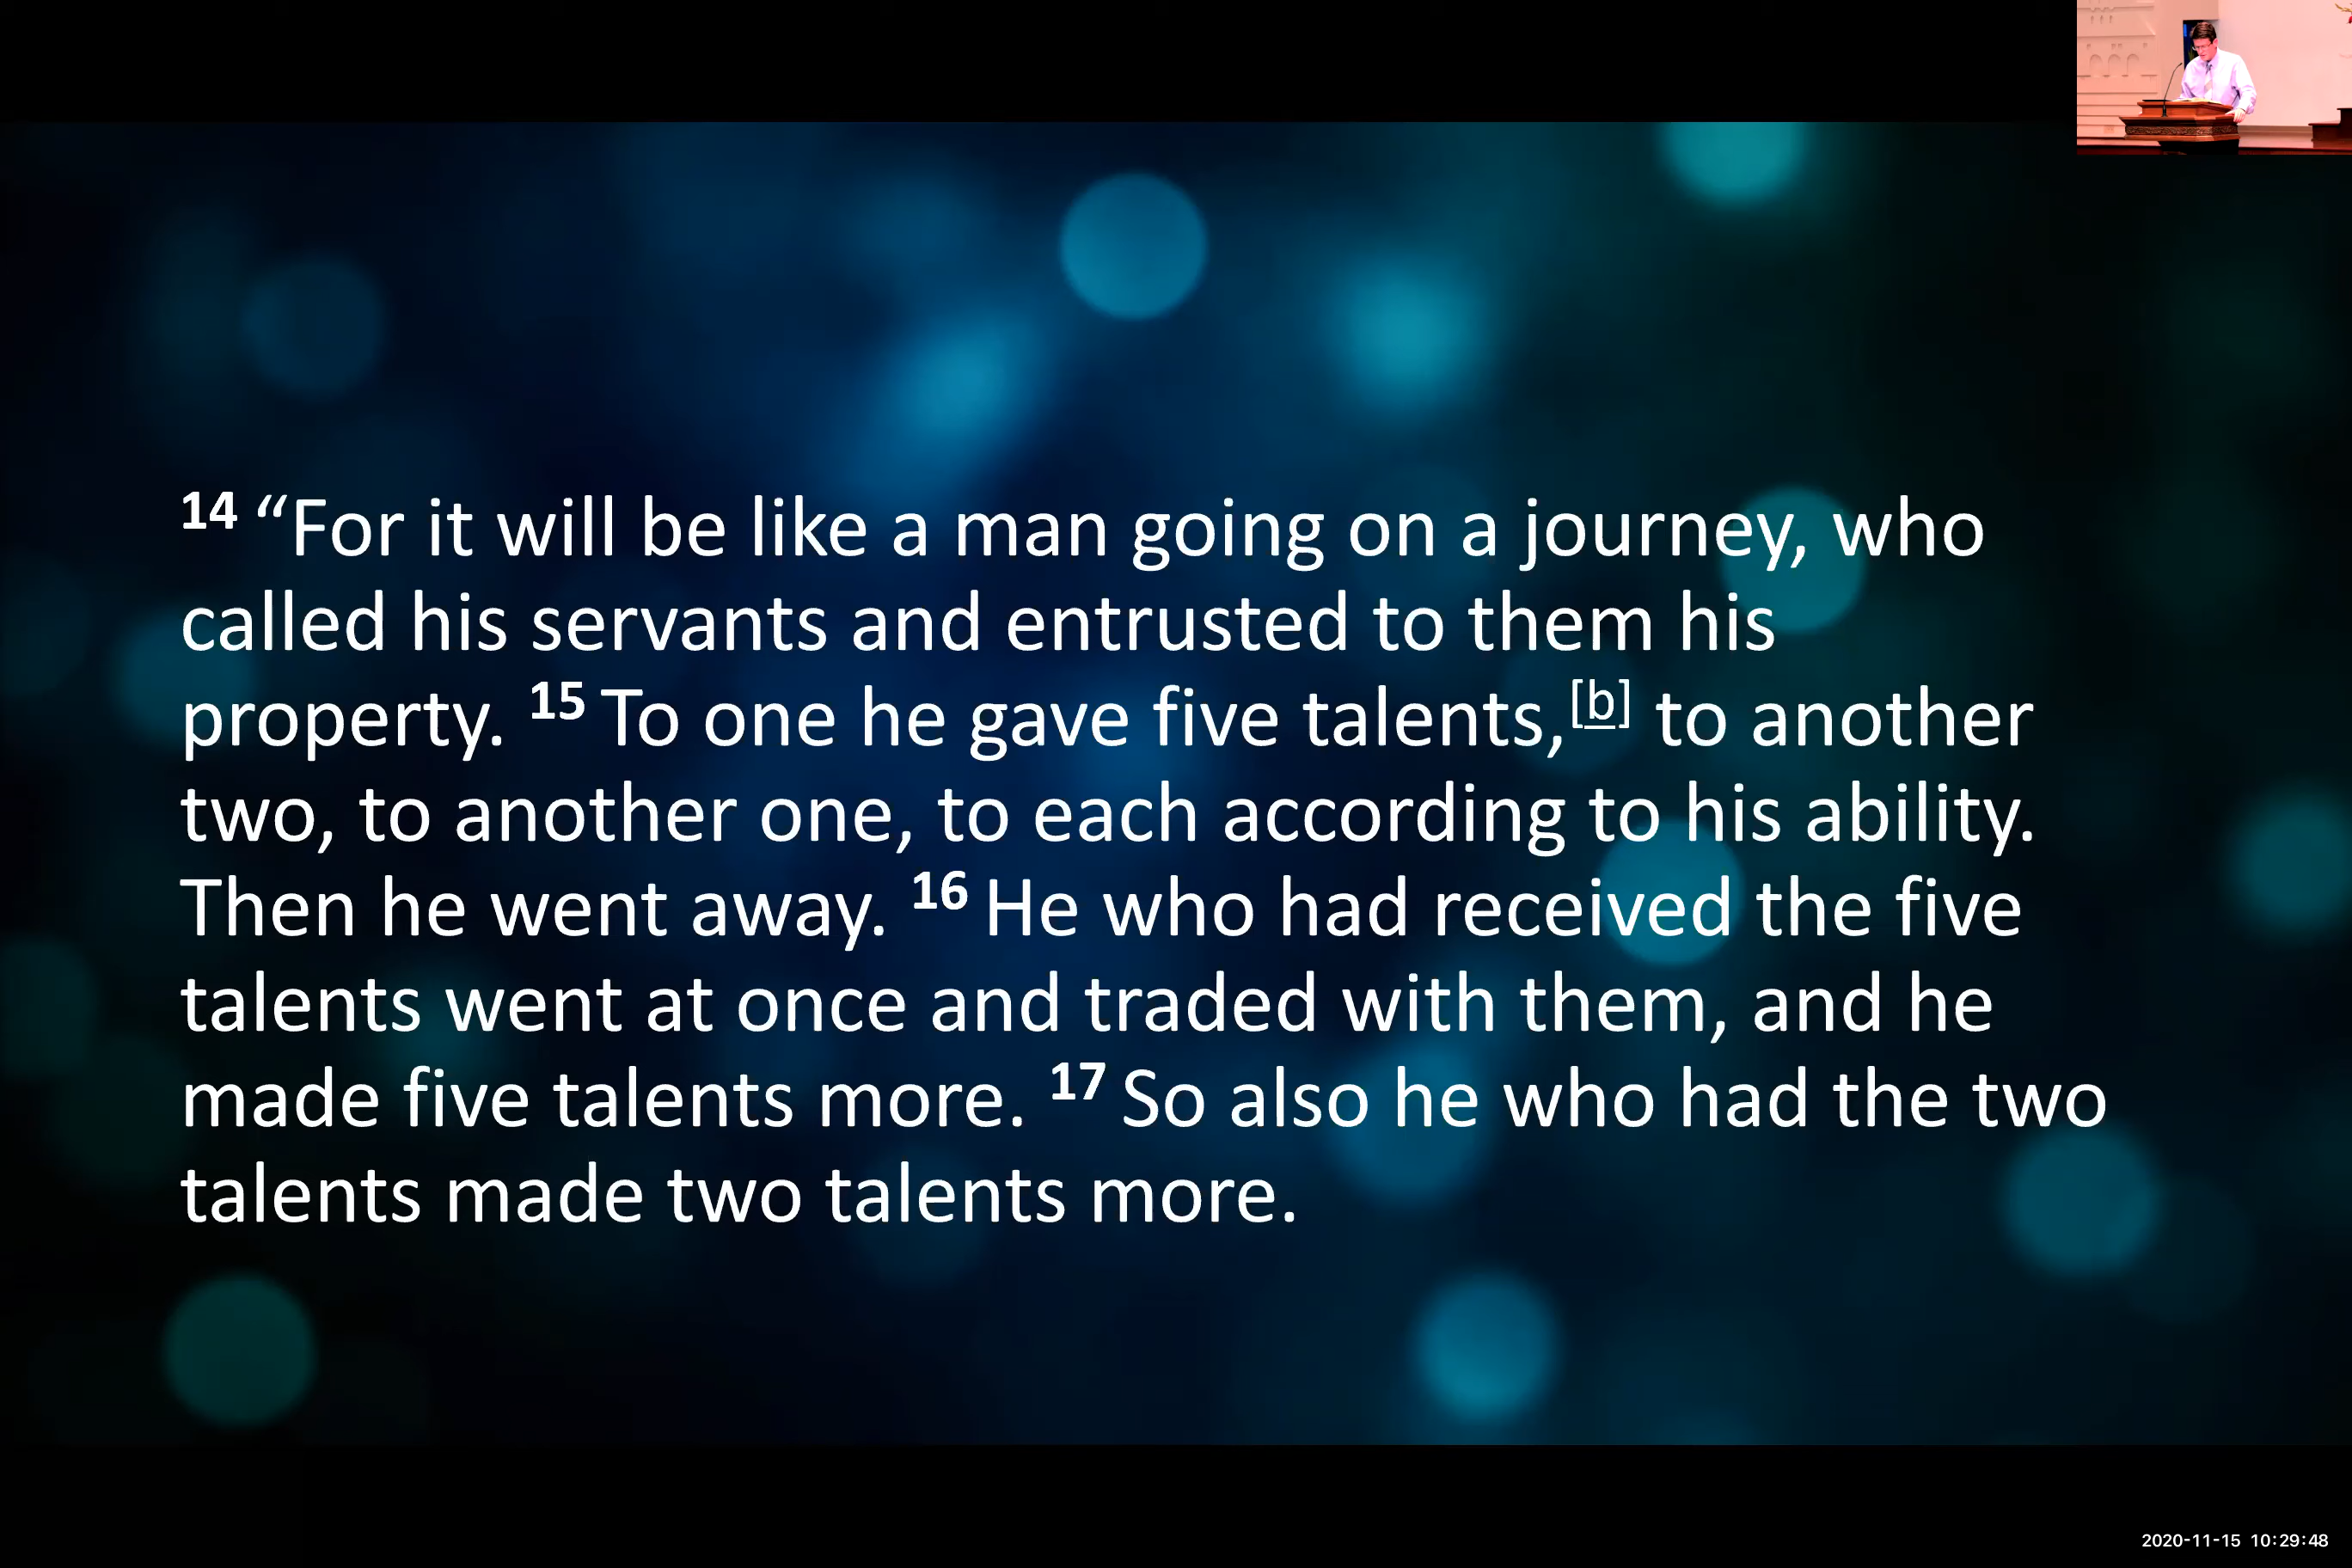 14 “For it will be like a man going on a journey, who
called his servants and entrusted to them his
property. 15 To one he gave five talents,[b] to another
two, to another one, to each according to his ability.
Then he went away. 16 He who had received the five
talents went at once and traded with them, and he
made five talents more. 17 So also he who had the two
talents made two talents more.
2020-11-15 10:29:48